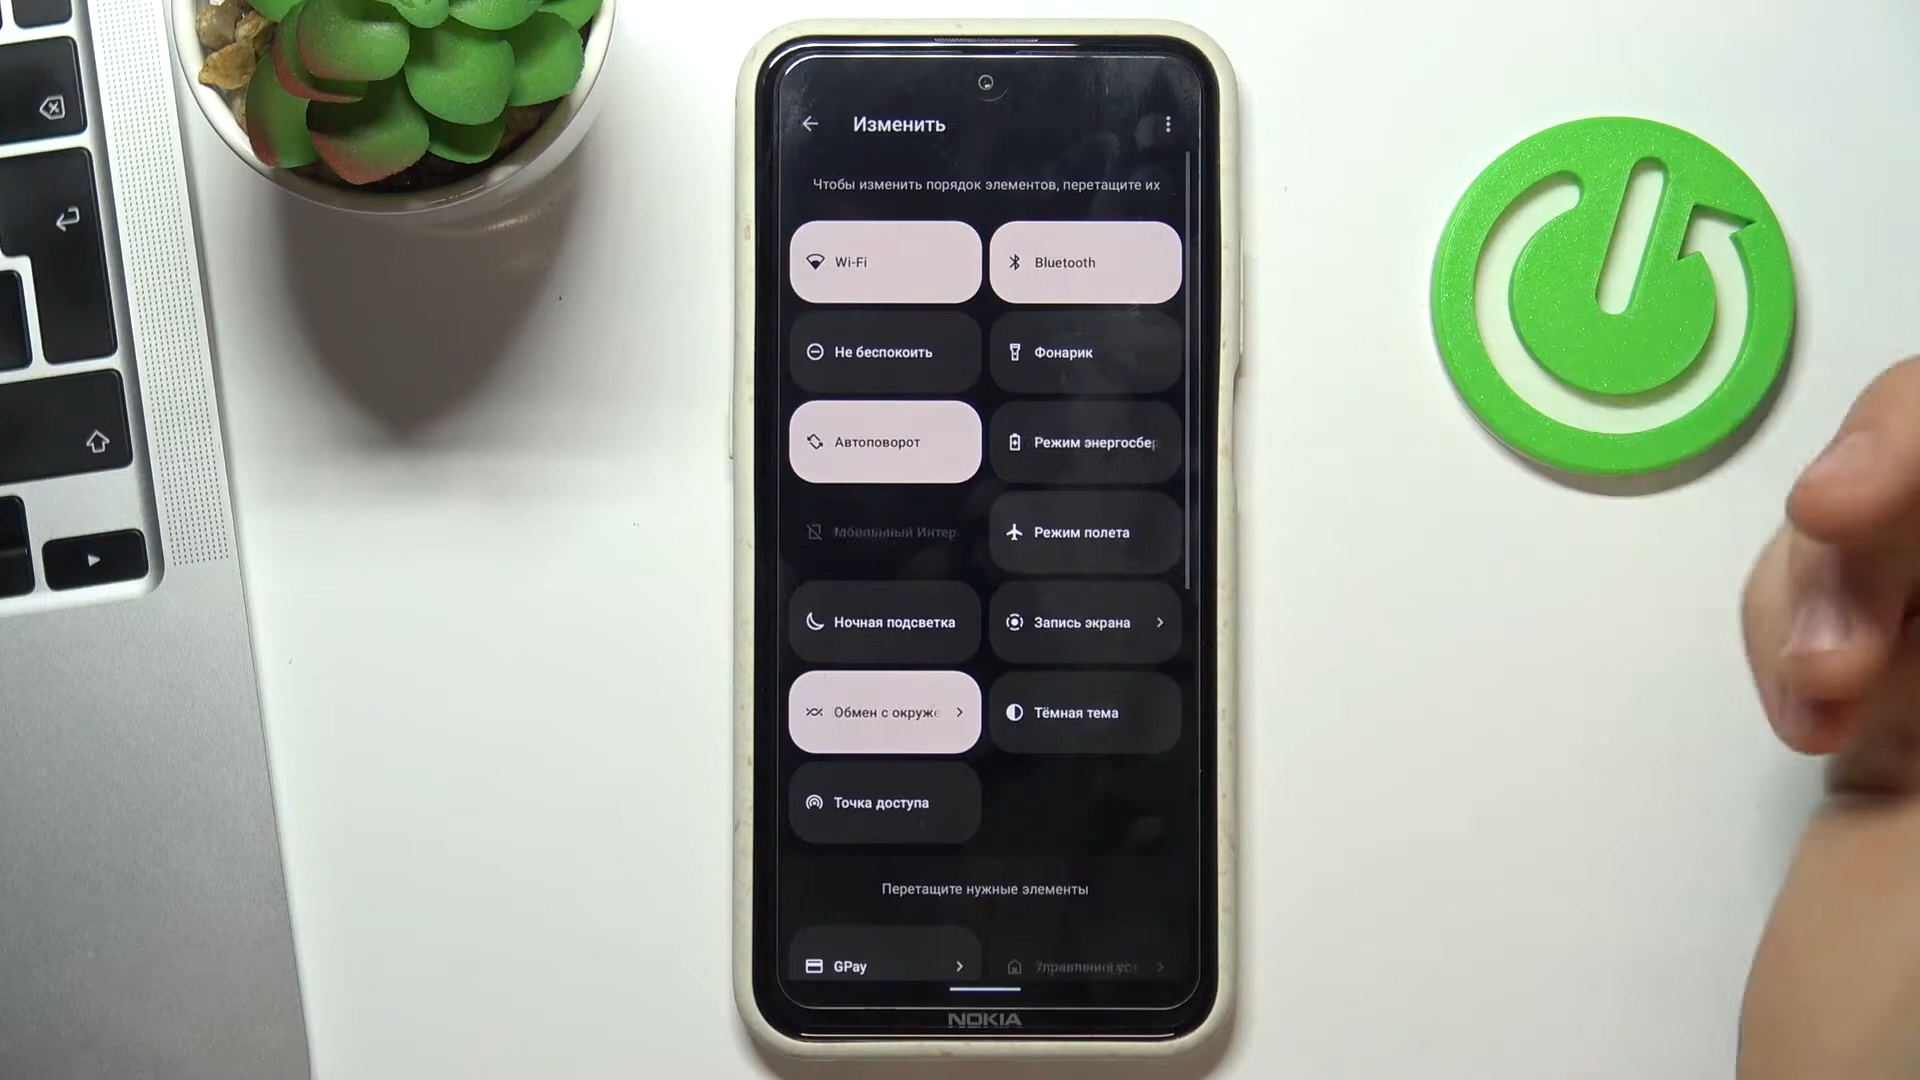 Изменить
Чтобы изменить порядок элементов, перетащите их
Wi-Fi
Bluetooth
Не беспокоить
Фонарик
Автоповорот
Режим энергосбе
Режим полета
Ночная подсветка
Запись экрана
Обмен с окруже
Тёмная тема
Точка доступа
Перетащите нужные элементы
GPay
NOKIA